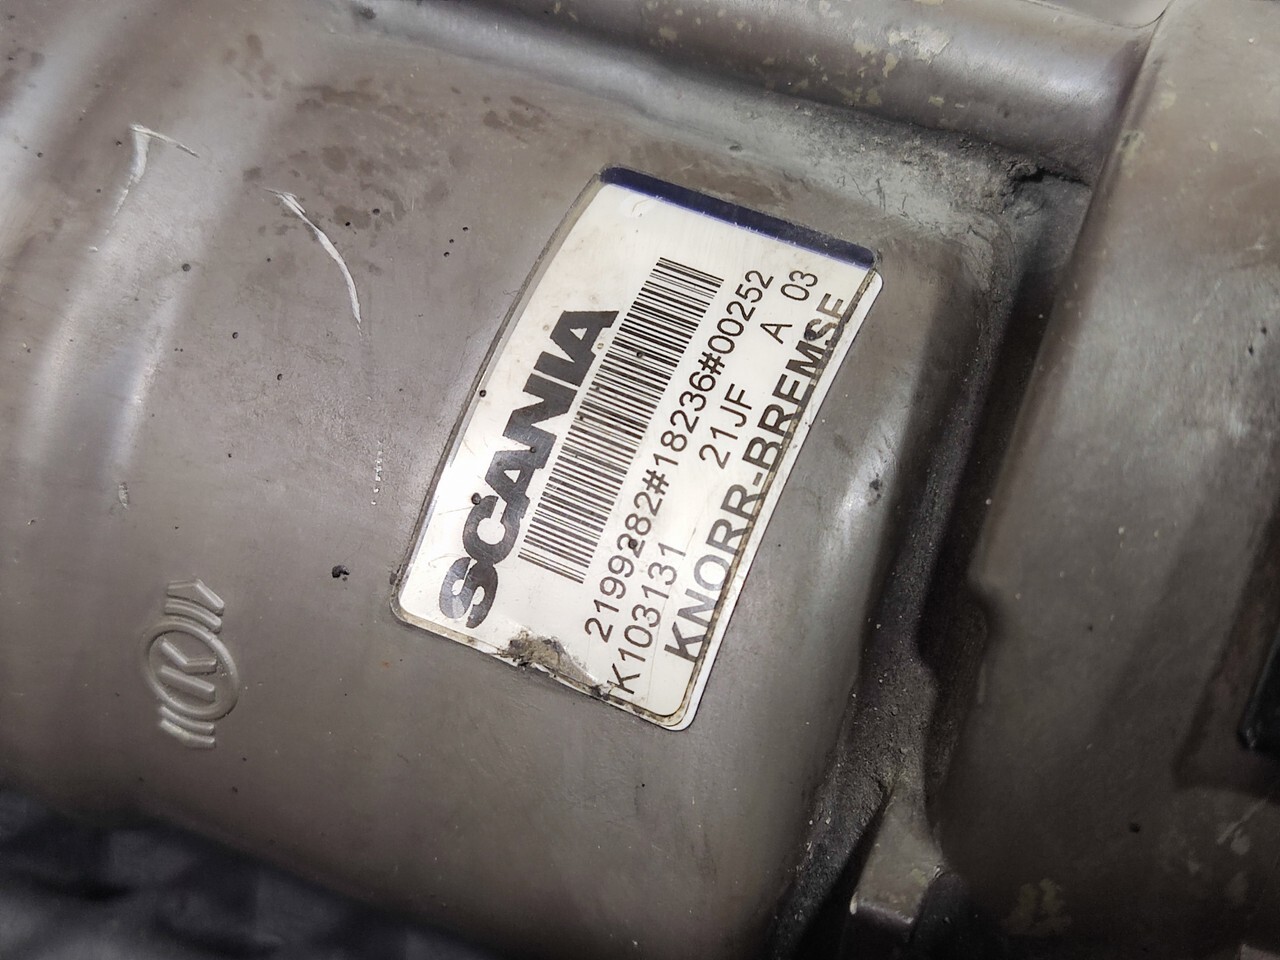 SCANIA
2199282#18236#00252
K103131 21JF A 03
KNORR-BREMSE